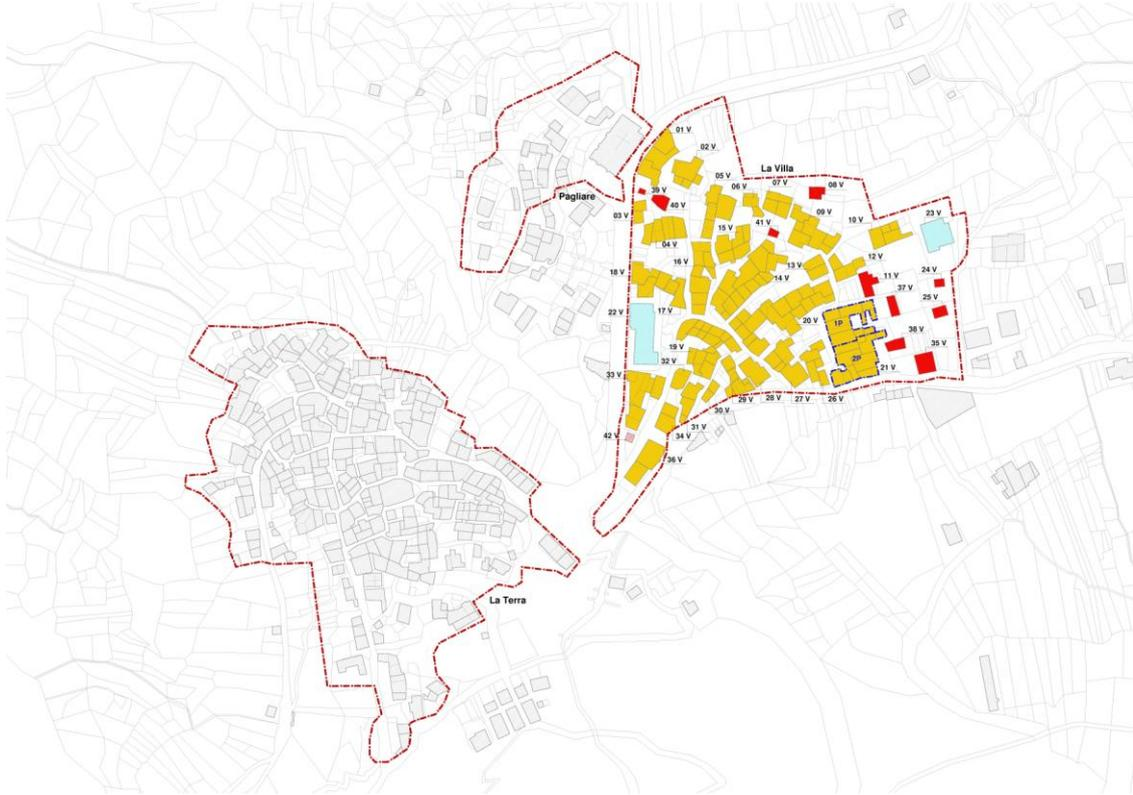 01 V
02 V
La Villa
05 V
07 V
08 V
06 V
39 V
Pagliare
40 V
03 V
09 V
10 V
23 V
41 V
15 V
04 V
16 V
12 V
13 V
18 V
11 V
24 V
14 V
37 V
25 V
22 V
17 V
20 V
1P
38 V
19 V
35 V
32 V
2P
33 V
21 V
29 V
28 V
27 V
26 V
30 V
31 V
42 V
34 V
36 V
La Terra